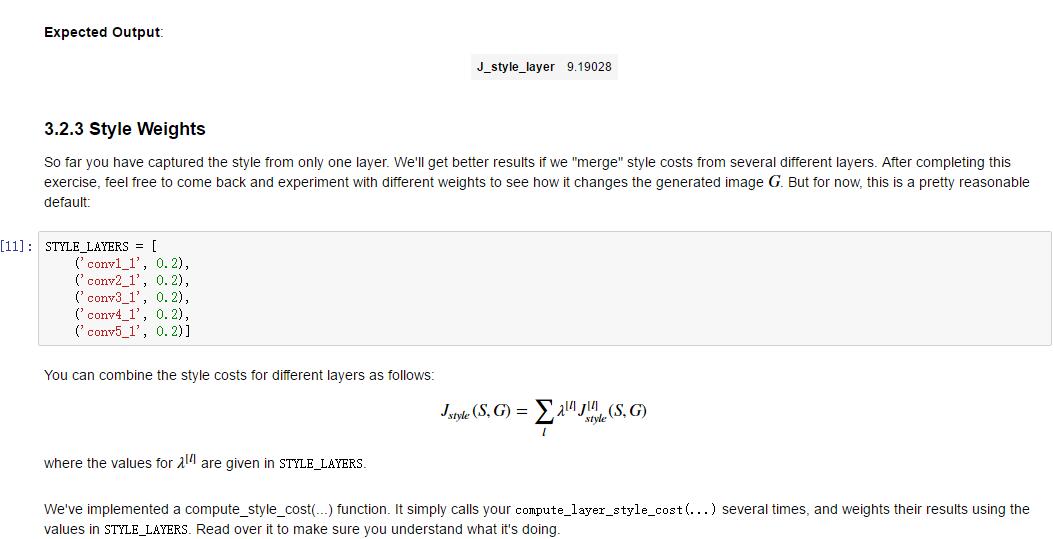 Expected Output:
J_style_layer 9.19028
3.2.3 Style Weights
So far you have captured the style from only one layer. We'll get better results if we "merge" style costs from several different layers. After completing this
exercise, feel free to come back and experiment with different weights to see how it changes the generated image G. But for now, this is a pretty reasonable
default:
[11]: STYLE_LAYERS = [
('conv1_1', 0.2),
('conv2_1', 0.2),
('conv3_1', 0.2),
('conv4_1', 0.2),
('conv5_1', 0.2)]
You can combine the style costs for different layers as follows:
J_style(S, G) = ∑_l λ^[l] J^[l]_style(S, G)
where the values for λ^[l] are given in STYLE_LAYERS.
We've implemented a compute_style_cost(...) function. It simply calls your compute_layer_style_cost(...) several times, and weights their results using the
values in STYLE_LAYERS. Read over it to make sure you understand what it's doing.